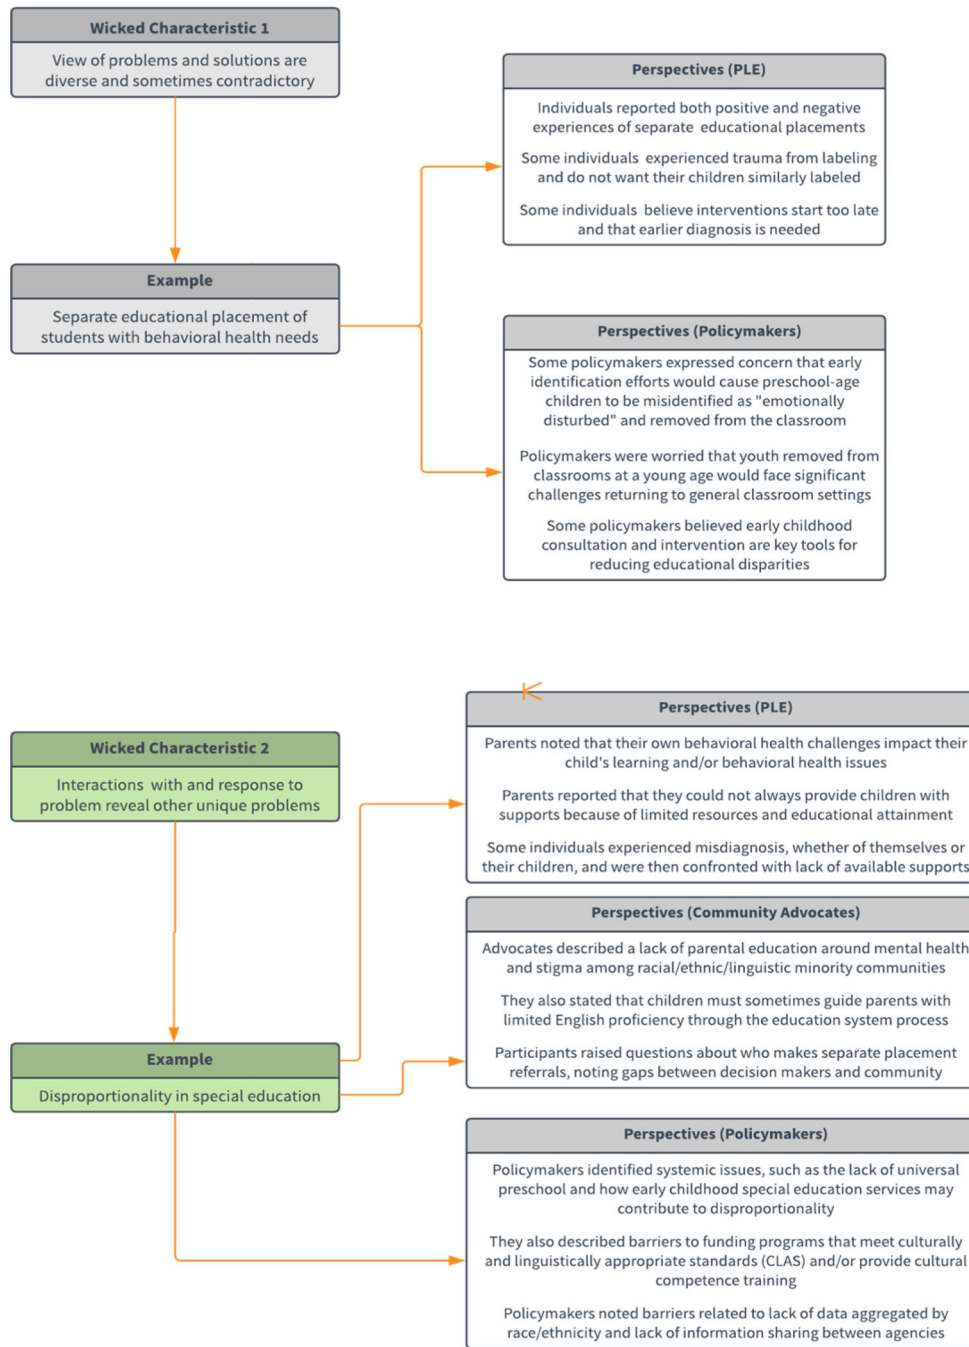 Wicked Characteristic 1
View of problems and solutions are
diverse and sometimes contradictory
Example
Separate educational placement of
students with behavioral health needs
Perspectives (PLE)
Individuals reported both positive and negative
experiences of separate educational placements
Some individuals experienced trauma from labeling
and do not want their children similarly labeled
Some individuals believe interventions start too late
and that earlier diagnosis is needed
Perspectives (Policymakers)
Some policymakers expressed concern that early
identification efforts would cause preschool-age
children to be misidentified as "emotionally
disturbed" and removed from the classroom
Policymakers were worried that youth removed from
classrooms at a young age would face significant
challenges returning to general classroom settings
Some policymakers believed early childhood
consultation and intervention are key tools for
reducing educational disparities
Wicked Characteristic 2
Interactions with and response to
problem reveal other unique problems
Example
Disproportionality in special education
Perspectives (PLE)
Parents noted that their own behavioral health challenges impact their
child's learning and/or behavioral health issues
Parents reported that they could not always provide children with
supports because of limited resources and educational attainment
Some individuals experienced misdiagnosis, whether of themselves or
their children, and were then confronted with lack of available supports.
Perspectives (Community Advocates)
Advocates described a lack of parental education around mental health
and stigma among racial/ethnic/linguistic minority communities
They also stated that children must sometimes guide parents with
limited English proficiency through the education system process
Participants raised questions about who makes separate placement
referrals, noting gaps between decision makers and community
Perspectives (Policymakers)
Policymakers identified systemic issues, such as the lack of universal
preschool and how early childhood special education services may
contribute to disproportionality
They also described barriers to funding programs that meet culturally
and linguistically appropriate standards (CLAS) and/or provide cultural
competence training
Policymakers noted barriers related to lack of data aggregated by
race/ethnicity and lack of information sharing between agencies